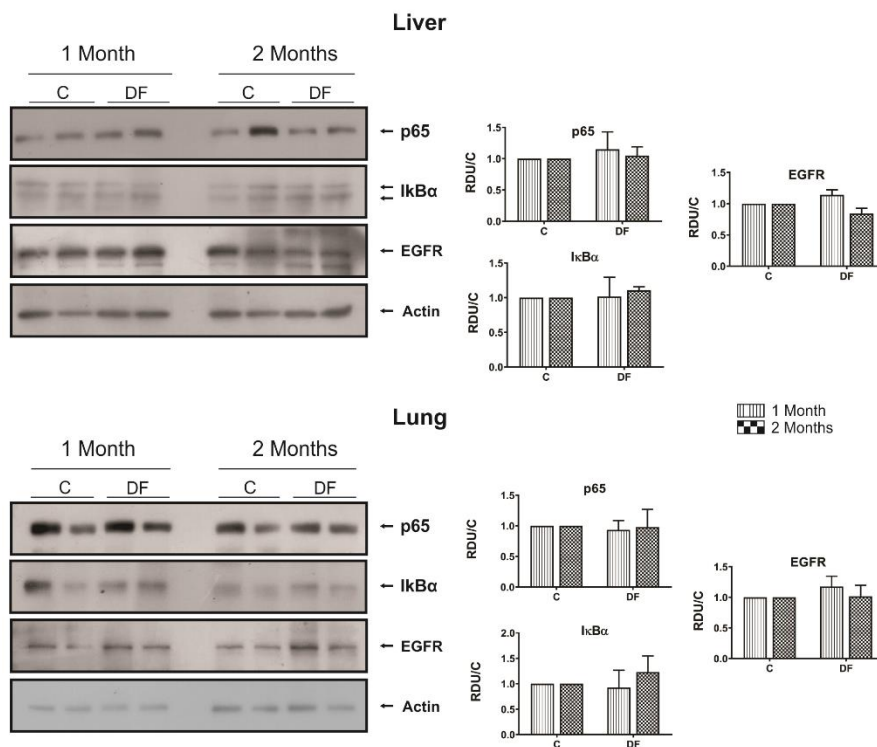 Liver
1 Month 2 Months
C DF C DF
p65
IkBα
EGFR
Actin
p65
RDU/C
1.5
1.0
0.5
0.0
C DF
IκBα
RDU/C
1.5
1.0
0.5
0.0
C DF
EGFR
RDU/C
1.5
1.0
0.5
0.0
C DF
1 Month
2 Months
Lung
1 Month 2 Months
C DF C DF
p65
IkBα
EGFR
Actin
p65
RDU/C
1.5
1.0
0.5
0.0
C DF
IκBα
RDU/C
2.0
1.5
1.0
0.5
0.0
C DF
EGFR
RDU/C
1.5
1.0
0.5
0.0
C DF